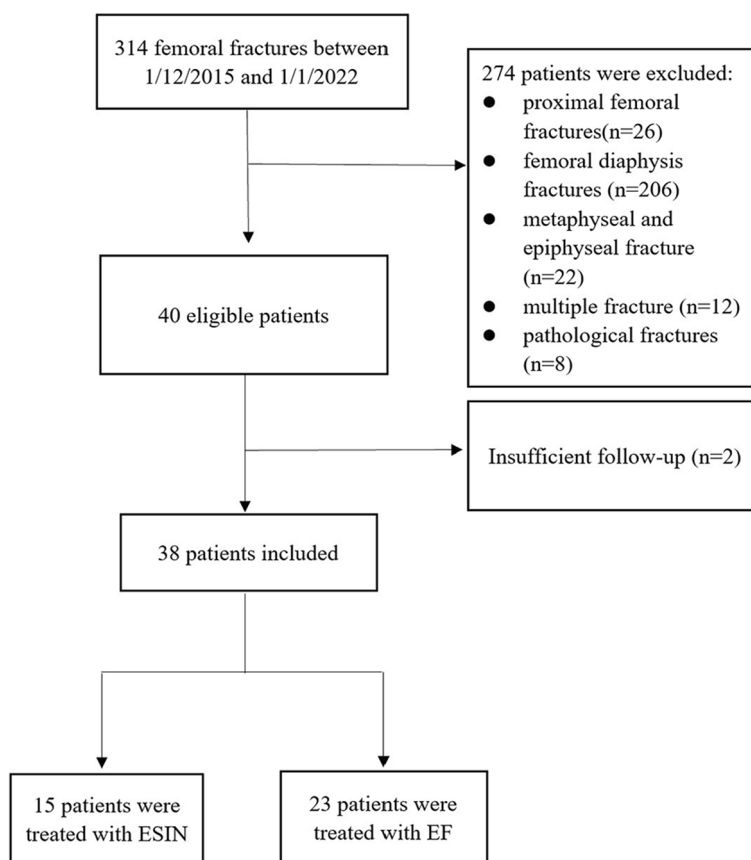 314 femoral fractures between
1/12/2015 and 1/1/2022
274 patients were excluded:
● proximal femoral
fractures(n=26)
● femoral diaphysis
fractures (n=206)
● metaphyseal and
epiphyseal fracture
(n=22)
● multiple fracture (n=12)
● pathological fractures
(n=8)
40 eligible patients
Insufficient follow-up (n=2)
38 patients included
15 patients were
treated with ESIN
23 patients were
treated with EF